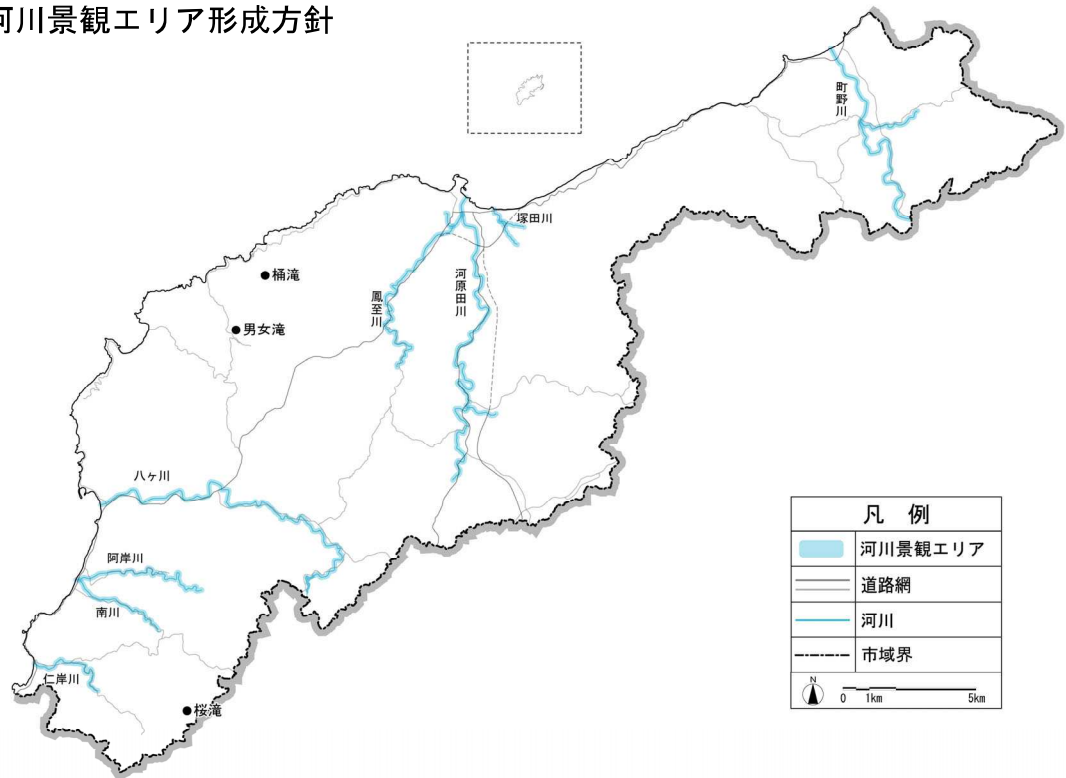 河川景観エリア形成方針
町野川
塚田川
桶滝
鳳至川
河原田川
男女滝
八ヶ川
阿岸川
南川
仁岸川
桜滝
凡 例
河川景観エリア
道路網
河川
市域界
N
0 1km 5km